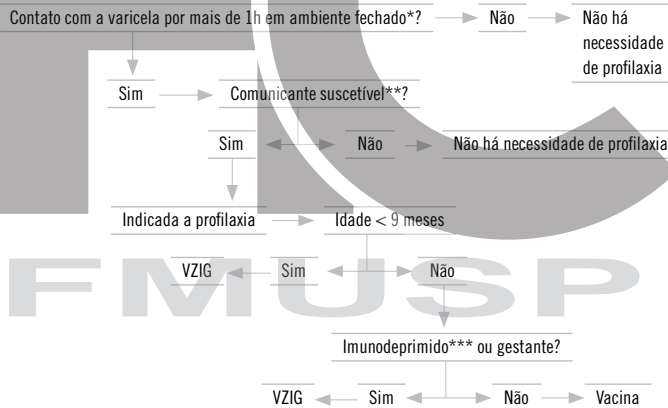 Contato com a varicela por mais de 1h em ambiente fechado*?
Não
Não há
necessidade
de profilaxia
Sim
Comunicante suscetível**?
Sim
Não
Não há necessidade de profilaxia
Indicada a profilaxia
Idade < 9 meses
VZIG
Sim
Não
FMUSP
Imunodeprimido*** ou gestante?
VZIG
Sim
Não
Vacina